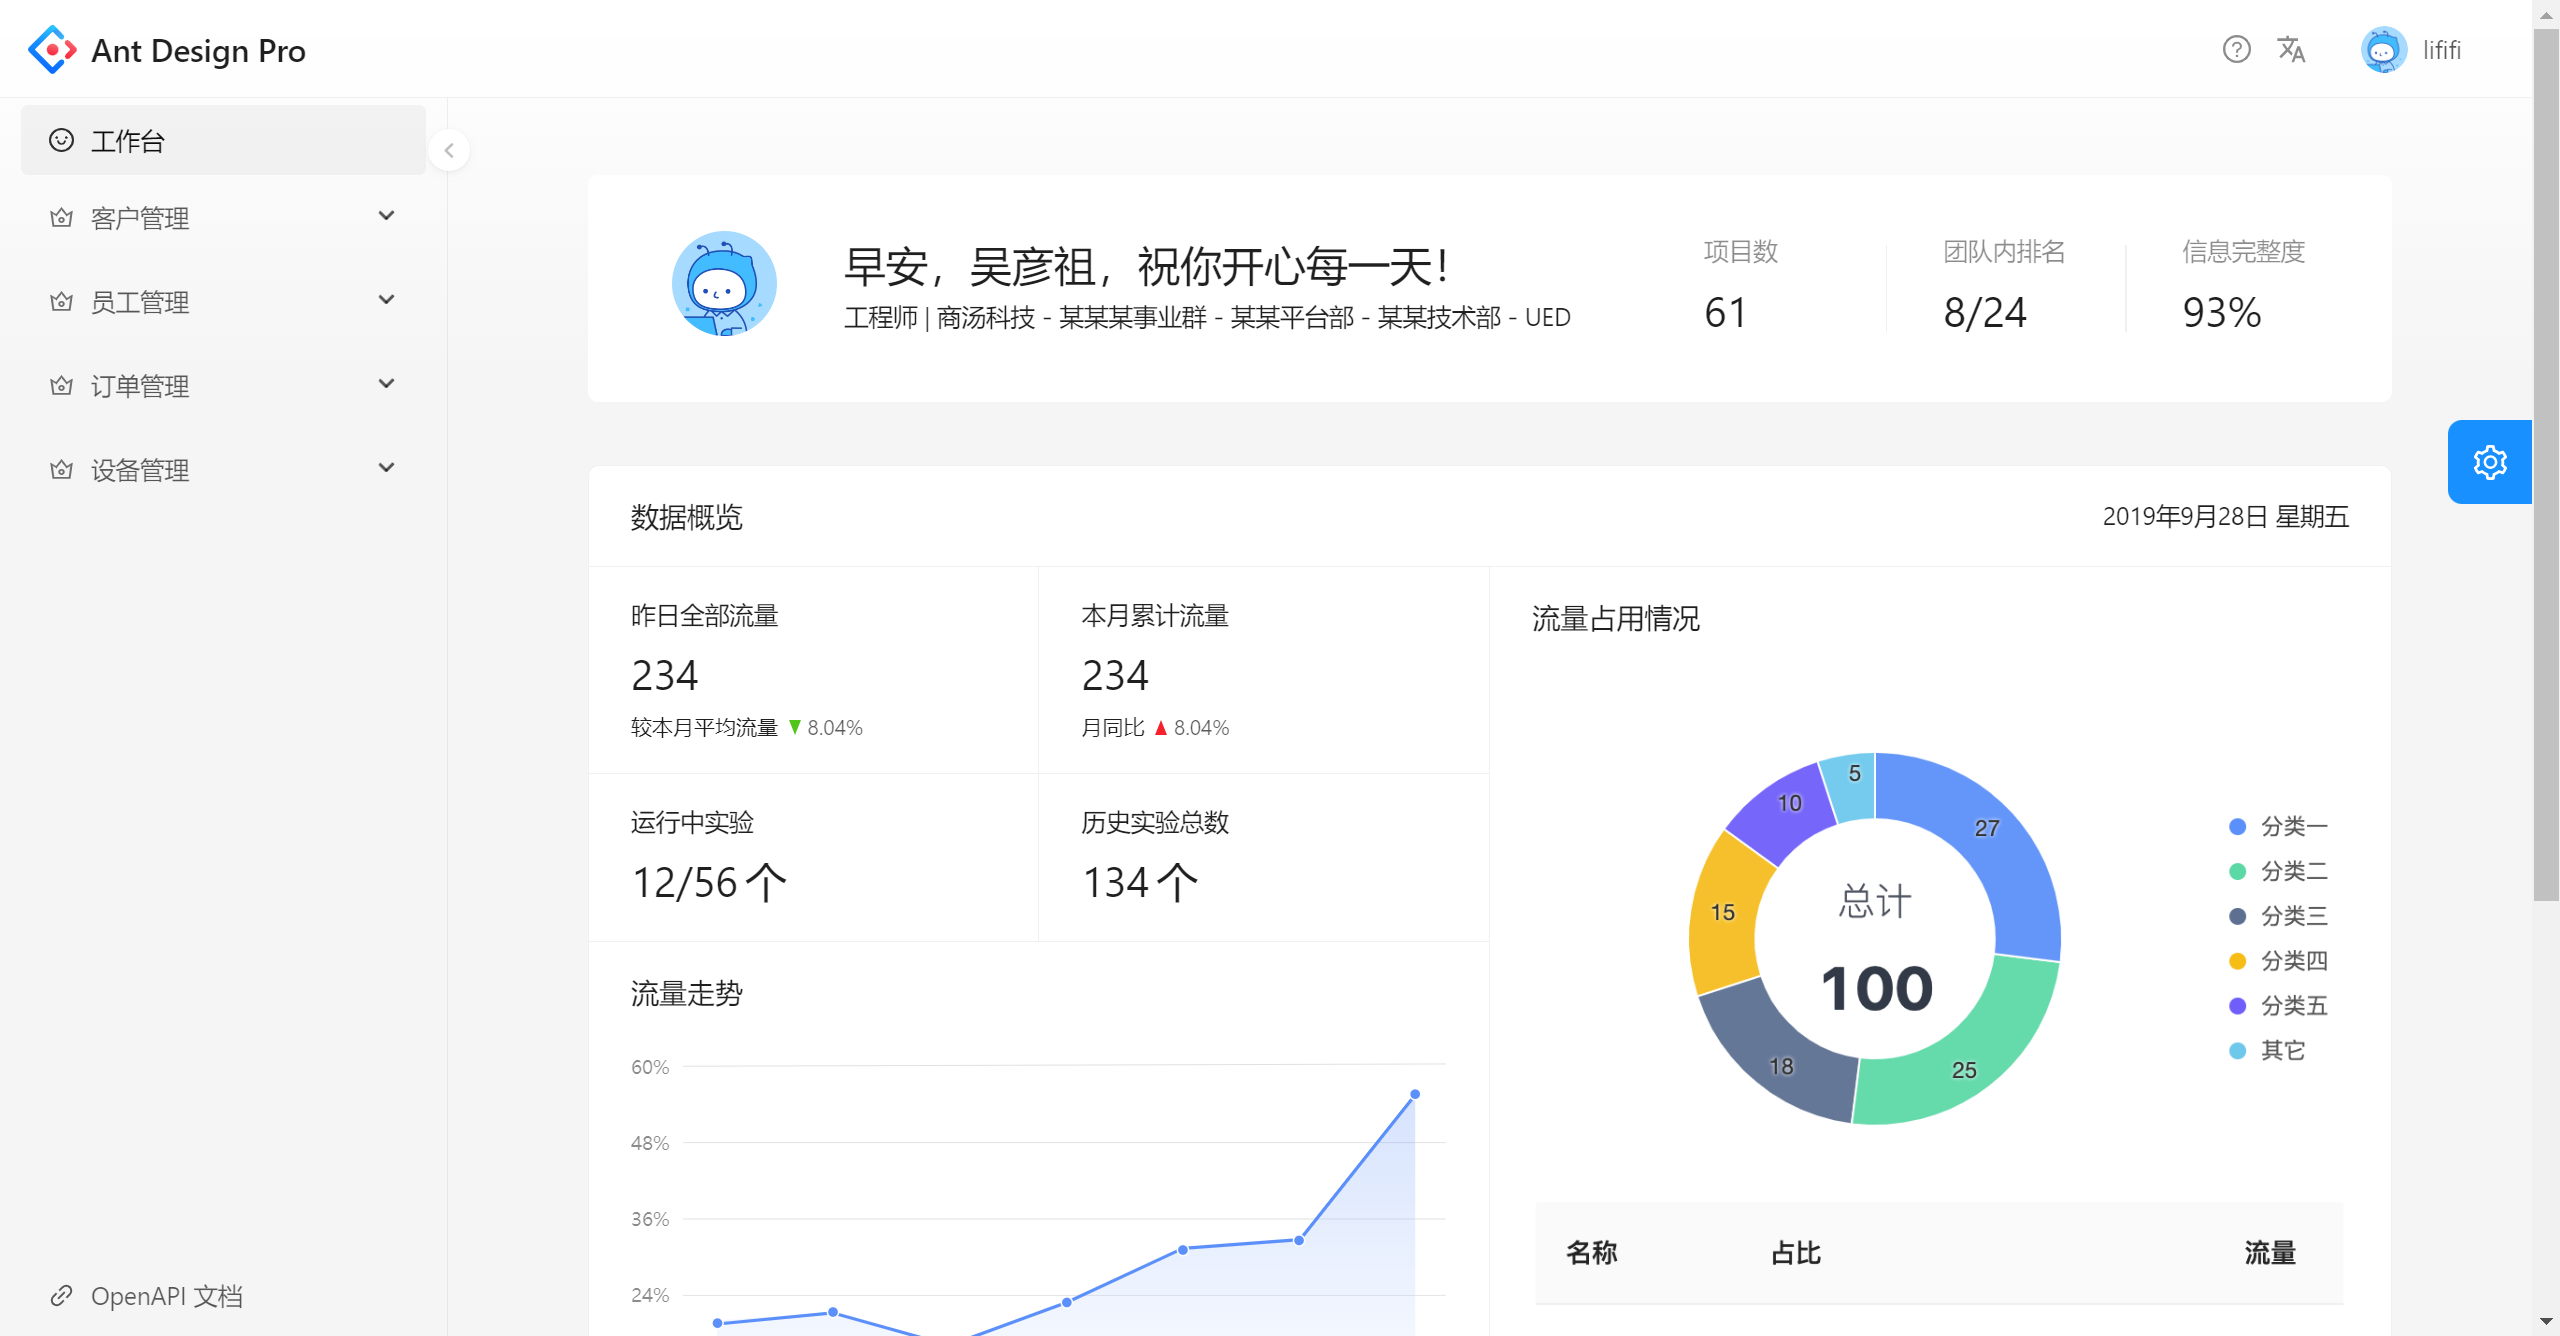 Ant Design Pro
lififi
工作台
客户管理
员工管理
订单管理
设备管理
OpenAPI 文档
早安，吴彦祖，祝你开心每一天！
工程师 | 商汤科技 - 某某某事业群 - 某某平台部 - 某某技术部 - UED
项目数
61
团队内排名
8/24
信息完整度
93%
数据概览
2019年9月28日 星期五
昨日全部流量
234
较本月平均流量 8.04%
本月累计流量
234
月同比 8.04%
运行中实验
12/56 个
历史实验总数
134 个
流量走势
60%
48%
36%
24%
流量占用情况
5
10
27
15
18
25
总计
100
分类一
分类二
分类三
分类四
分类五
其它
名称 占比 流量